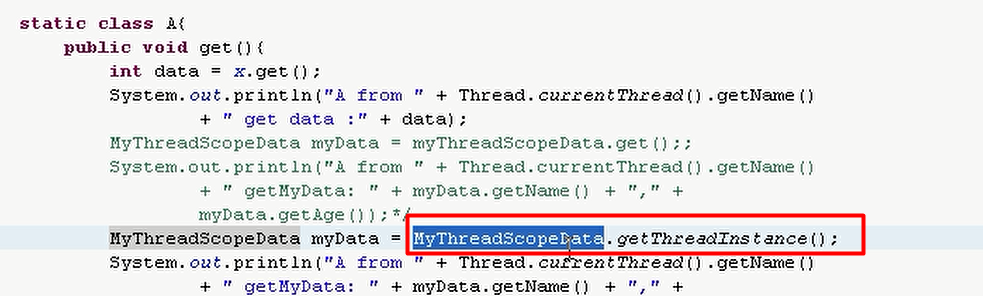 static class A{
public void get(){
int data = x.get();
System.out.println("A from " + Thread.currentThread().getName()
+ " get data :" + data);
MyThreadScopeData myData = myThreadScopeData.get();;
System.out.println("A from " + Thread.currentThread().getName()
+ " getMyData: " + myData.getName() + "," +
myData.getAge());*/
MyThreadScopeData myData = MyThreadScopeData.getThreadInstance();
System.out.println("A from " + Thread.currentThread().getName()
+ " getMyData: " + myData.getName() + "," +